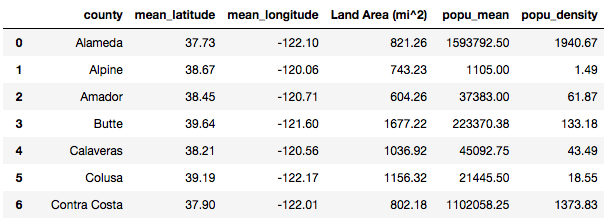 county mean_latitude mean_longitude Land Area (mi^2) popu_mean popu_density
0 Alameda 37.73 -122.10 821.26 1593792.50 1940.67
1 Alpine 38.67 -120.06 743.23 1105.00 1.49
2 Amador 38.45 -120.71 604.26 37383.00 61.87
3 Butte 39.64 -121.60 1677.22 223370.38 133.18
4 Calaveras 38.21 -120.56 1036.92 45092.75 43.49
5 Colusa 39.19 -122.17 1156.32 21445.50 18.55
6 Contra Costa 37.90 -122.01 802.18 1102058.25 1373.83